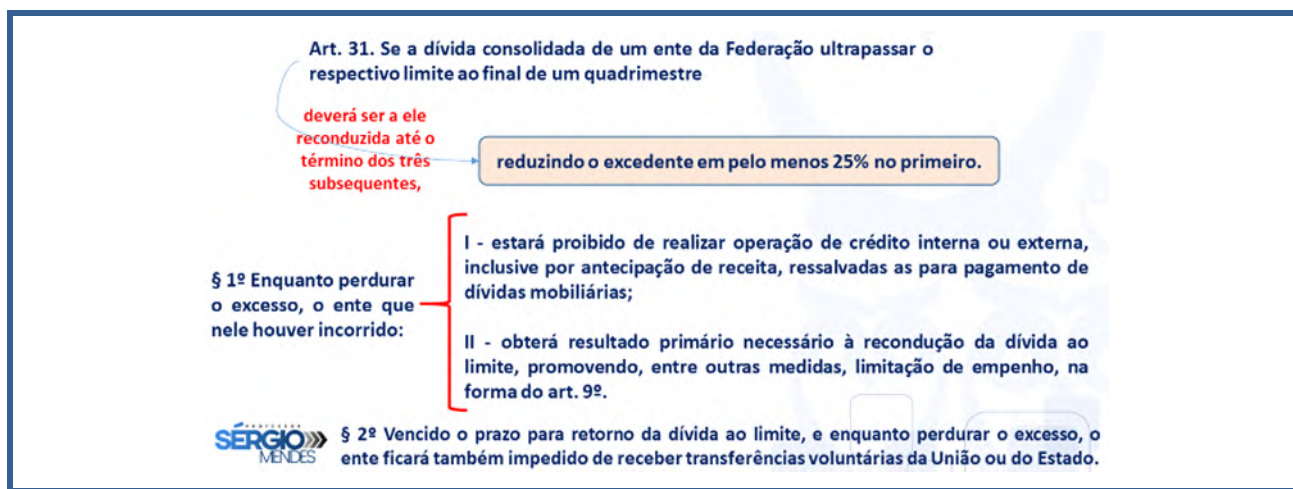 Art. 31. Se a dívida consolidada de um ente da Federação ultrapassar o
respectivo limite ao final de um quadrimestre
deverá ser a ele
reconduzida até o
término dos três
subsequentes,
reduzindo o excedente em pelo menos 25% no primeiro.
§ 1º Enquanto perdurar
o excesso, o ente que
nele houver incorrido:
I - estará proibido de realizar operação de crédito interna ou externa,
inclusive por antecipação de receita, ressalvadas as para pagamento de
dívidas mobiliárias;
II - obterá resultado primário necessário à recondução da dívida ao
limite, promovendo, entre outras medidas, limitação de empenho, na
forma do art. 9º.
PROFESSOR
SÉRGIO
MENDES
§ 2º Vencido o prazo para retorno da dívida ao limite, e enquanto perdurar o excesso, o
ente ficará também impedido de receber transferências voluntárias da União ou do Estado.